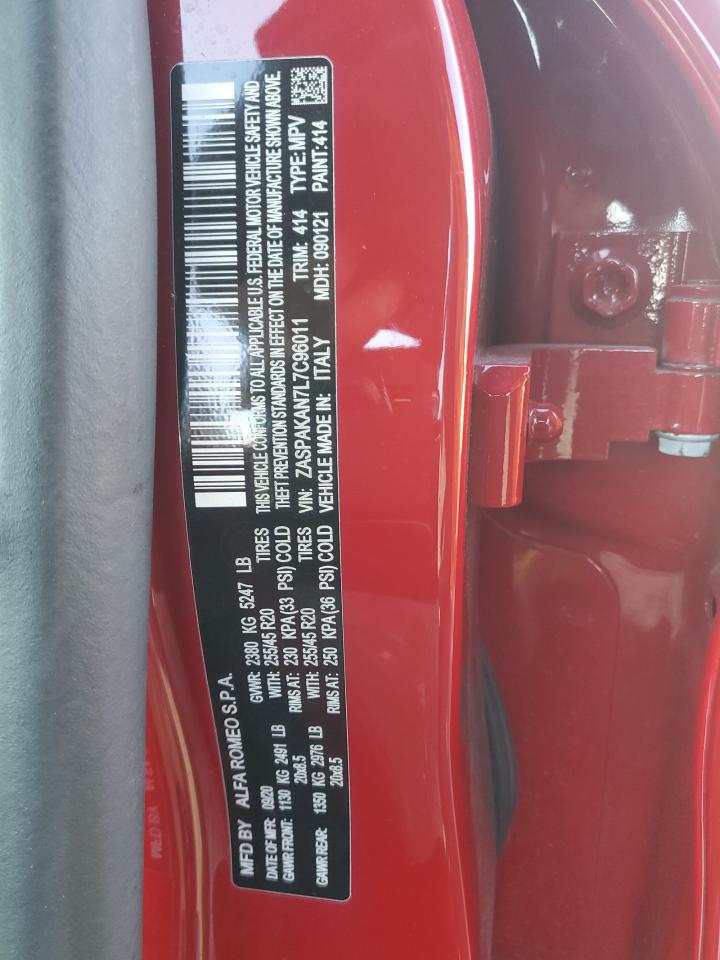 MFD BY ALFA ROMEO S.P.A.
DATE OF MFR: 09/20 GVWR: 2380 KG 5247 LB
GAWR FRONT: 1130 KG 2491 LB WITH: 255/45 R20 TIRES
20x8.5 RIMS AT: 230 KPA(33 PSI) COLD
GAWR REAR: 1350 KG 2976 LB WITH: 255/45 R20 TIRES
20x8.5 RIMS AT: 250 KPA(36 PSI) COLD
THIS VEHICLE CONFORMS TO ALL APPLICABLE U.S. FEDERAL MOTOR VEHICLE SAFETY AND
THEFT PREVENTION STANDARDS IN EFFECT ON THE DATE OF MANUFACTURE SHOWN ABOVE.
VIN: ZASPAKAN7L7C96011 TRIM: 414 TYPE:MPV
VEHICLE MADE IN: ITALY MDH: 090121 PAINT:414